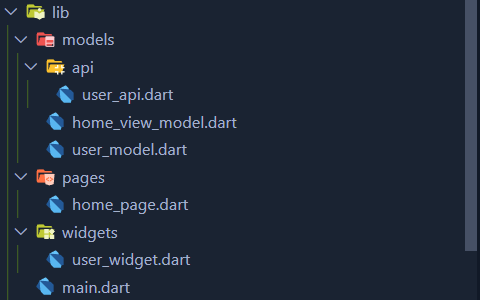 lib
models
api
user_api.dart
home_view_model.dart
user_model.dart
pages
home_page.dart
widgets
user_widget.dart
main.dart